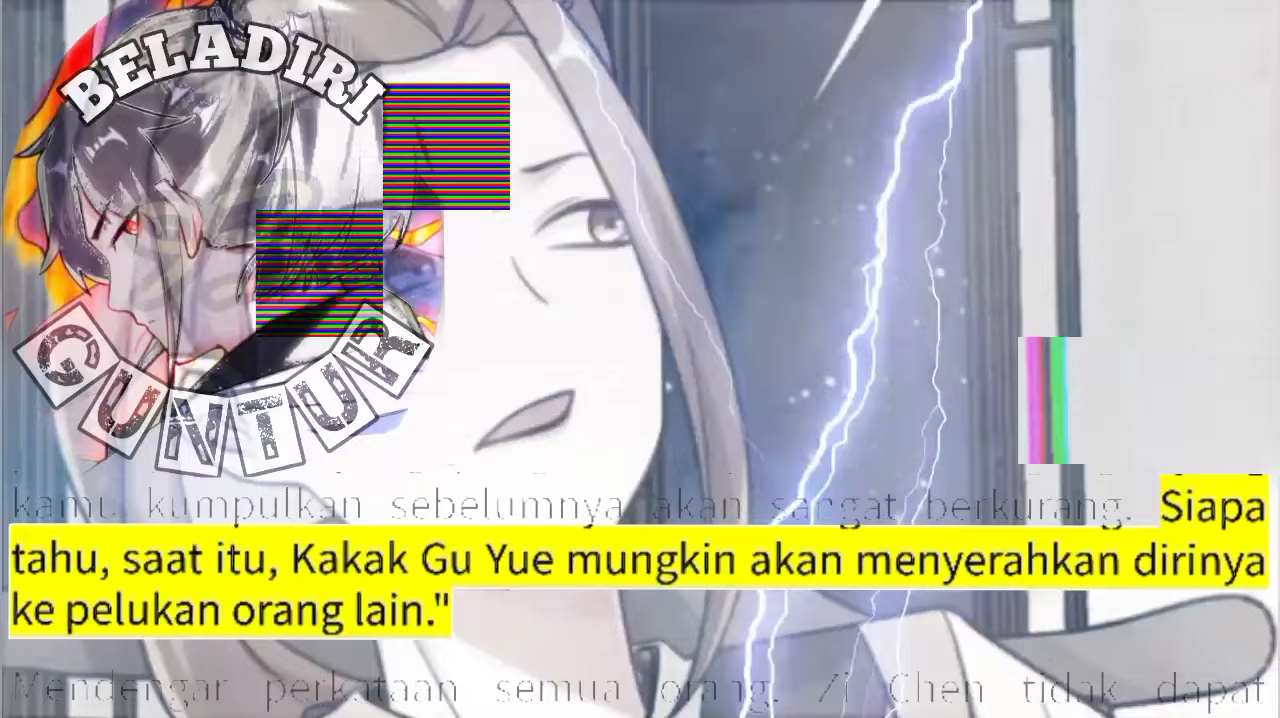 BELADIRI
GUNTUR
kamu kumpulkan sebelumnya akan sangat berkurang. Siapa
tahu, saat itu, Kakak Gu Yue mungkin akan menyerahkan dirinya
ke pelukan orang lain."
Mendengar perkataan semua orang. Zi Chen tidak dapat